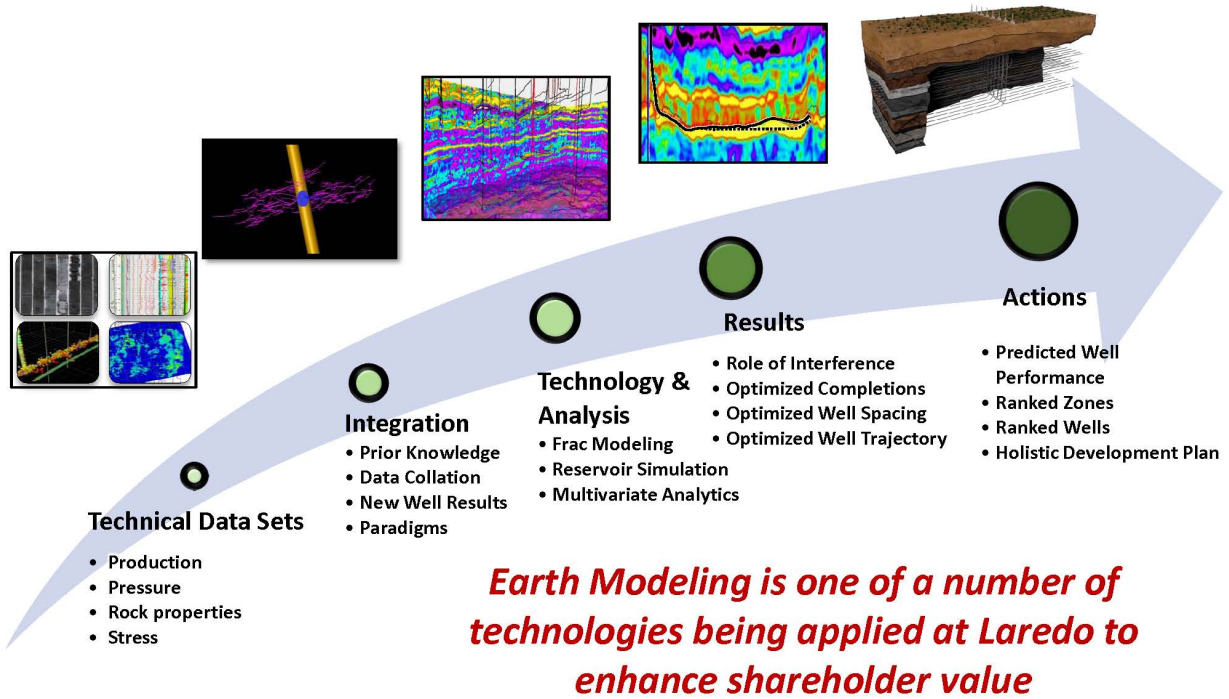 Technical Data Sets
• Production
• Pressure
• Rock properties
• Stress
Integration
• Prior Knowledge
• Data Collation
• New Well Results
• Paradigms
Technology &
Analysis
• Frac Modeling
• Reservoir Simulation
• Multivariate Analytics
Results
• Role of Interference
• Optimized Completions
• Optimized Well Spacing
• Optimized Well Trajectory
Actions
• Predicted Well
Performance
• Ranked Zones
• Ranked Wells
• Holistic Development Plan
Earth Modeling is one of a number of
technologies being applied at Laredo to
enhance shareholder value